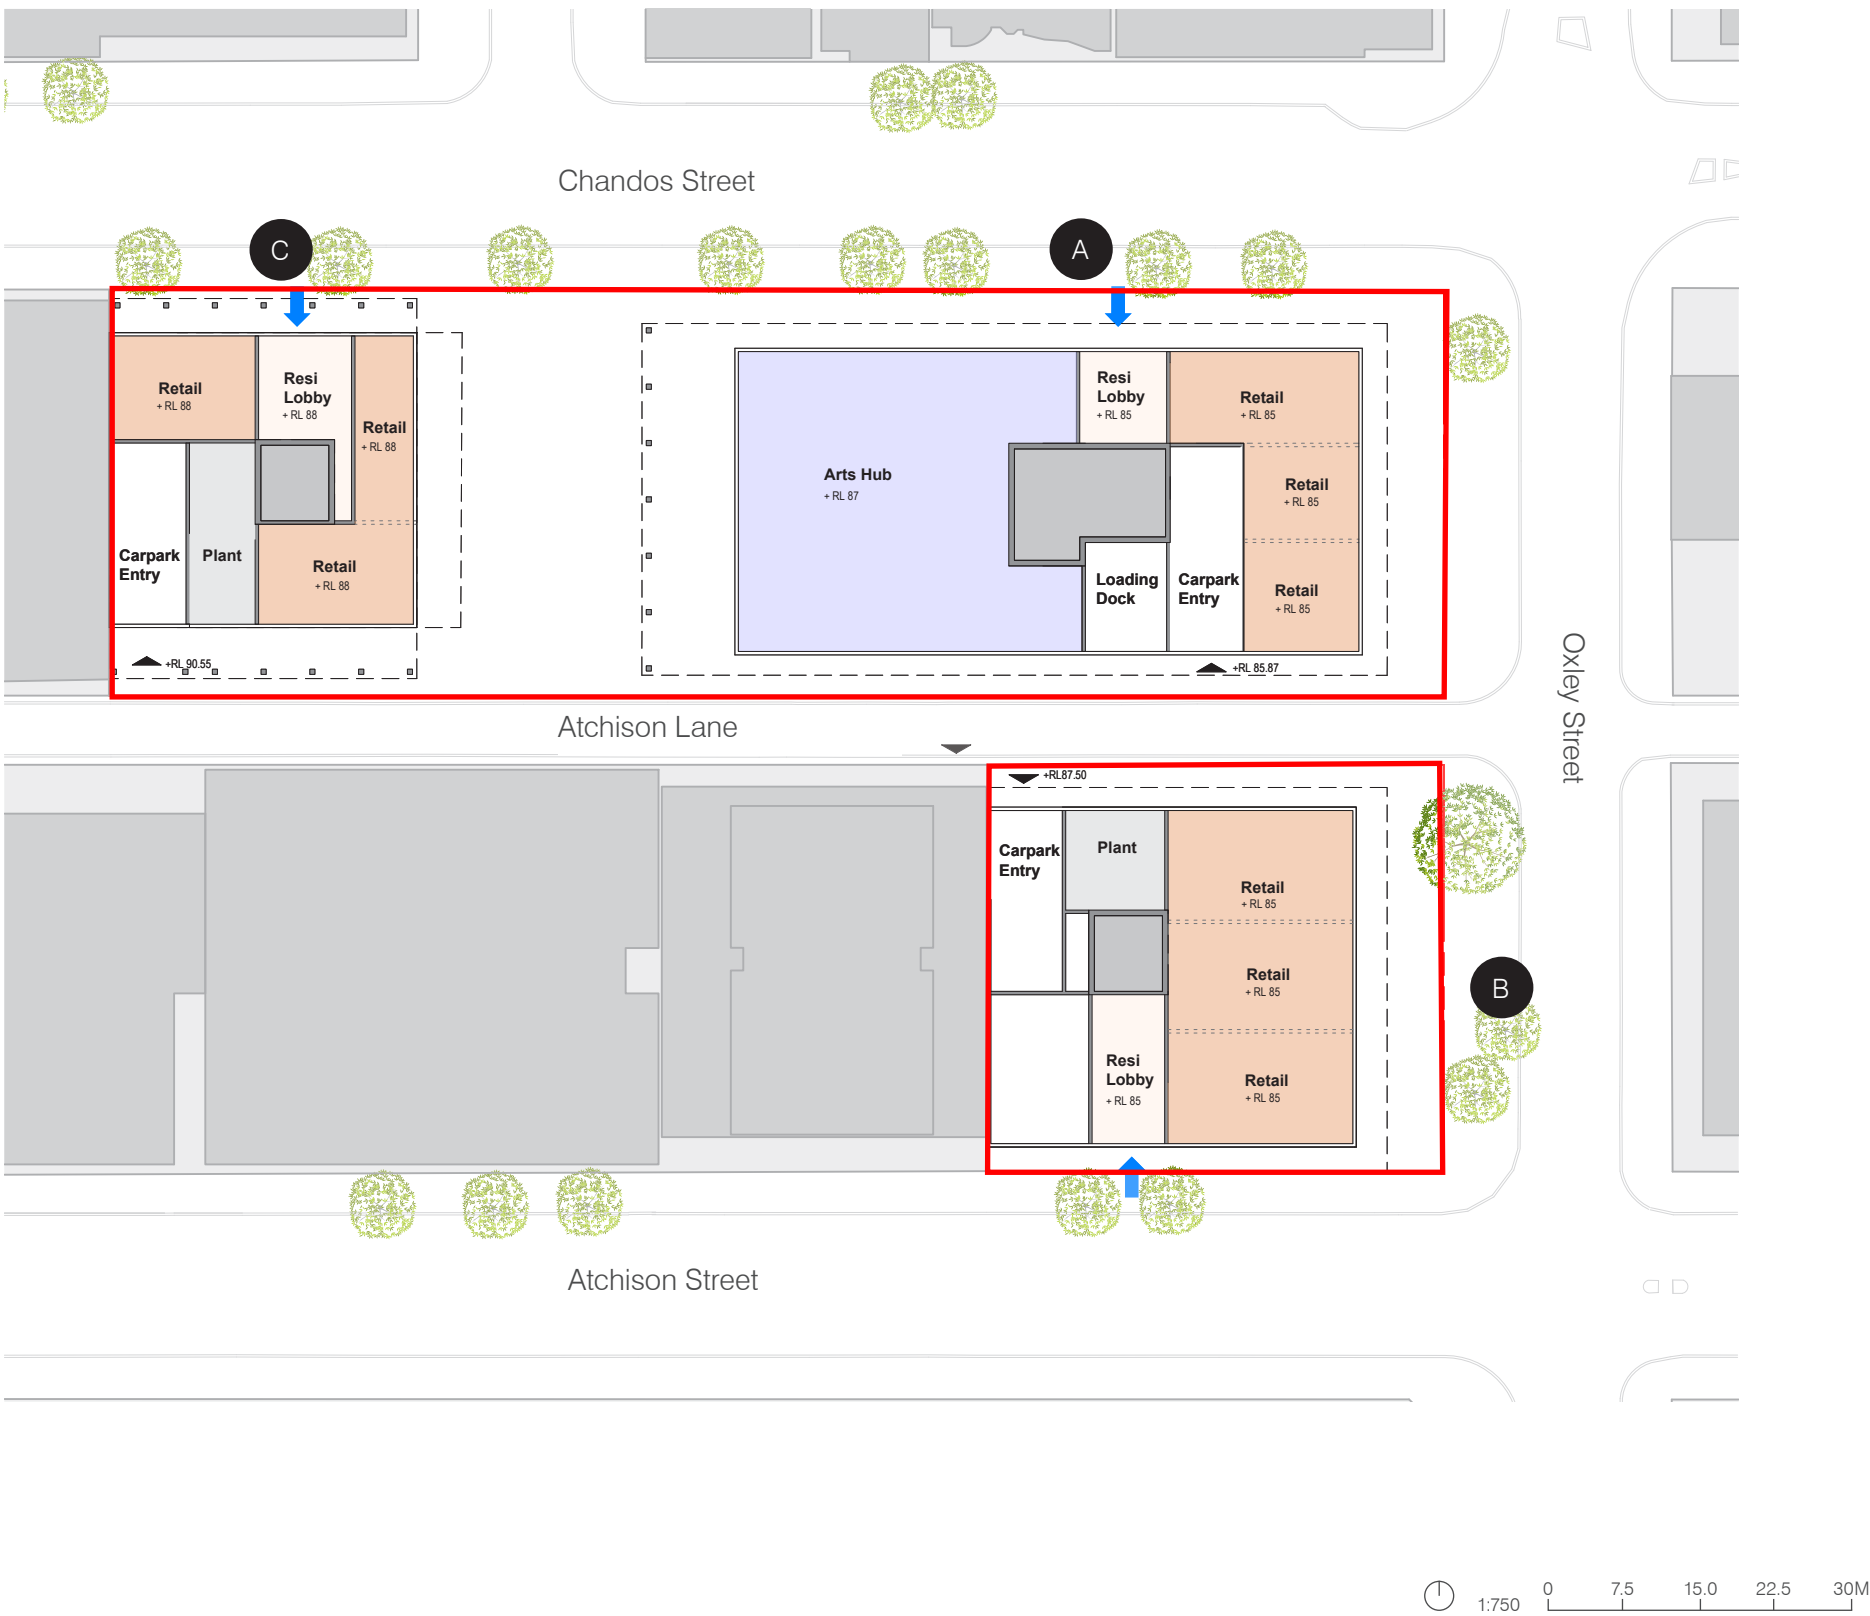 Chandos Street
C
A
Retail
+ RL 88
Resi
Lobby
+ RL 88
Retail
+ RL 88
Carpark
Entry
Plant
Retail
+ RL 88
+RL 90.55
Arts Hub
+ RL 87
Resi
Lobby
+ RL 85
Retail
+ RL 85
Retail
+ RL 85
Loading
Dock
Carpark
Entry
Retail
+ RL 85
+RL 85.87
Oxley Street
Atchison Lane
+RL87.50
Carpark
Entry
Plant
Retail
+ RL 85
Retail
+ RL 85
B
Resi
Lobby
+ RL 85
Retail
+ RL 85
Atchison Street
1:750
0 7.5 15.0 22.5 30M